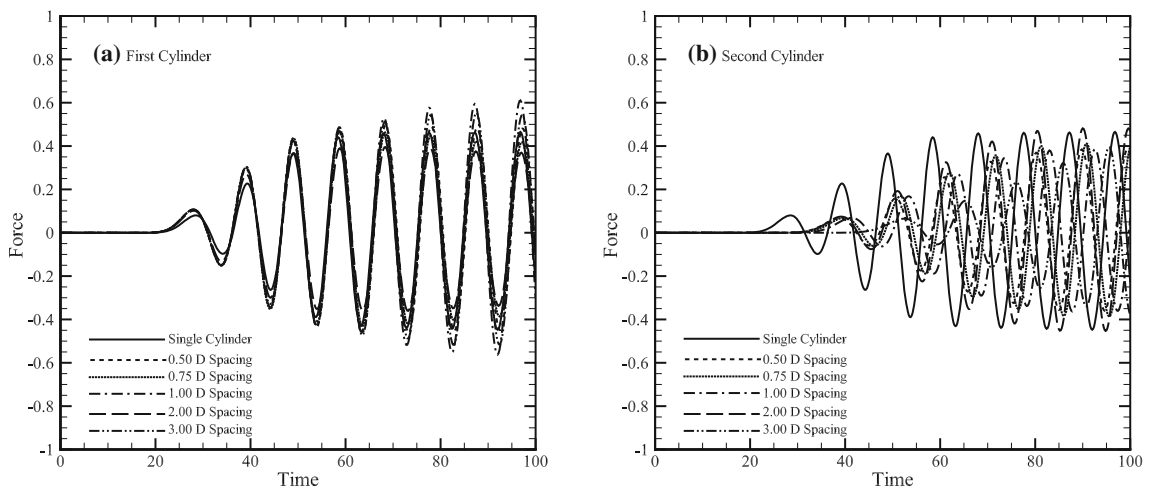 (a) First Cylinder
Force
1
0.8
0.6
0.4
0.2
0
-0.2
-0.4
-0.6
-0.8
-1
Single Cylinder
0.50 D Spacing
0.75 D Spacing
1.00 D Spacing
2.00 D Spacing
3.00 D Spacing
0 20 40 60 80 100
Time
(b) Second Cylinder
Force
1
0.8
0.6
0.4
0.2
0
-0.2
-0.4
-0.6
-0.8
-1
Single Cylinder
0.50 D Spacing
0.75 D Spacing
1.00 D Spacing
2.00 D Spacing
3.00 D Spacing
0 20 40 60 80 100
Time